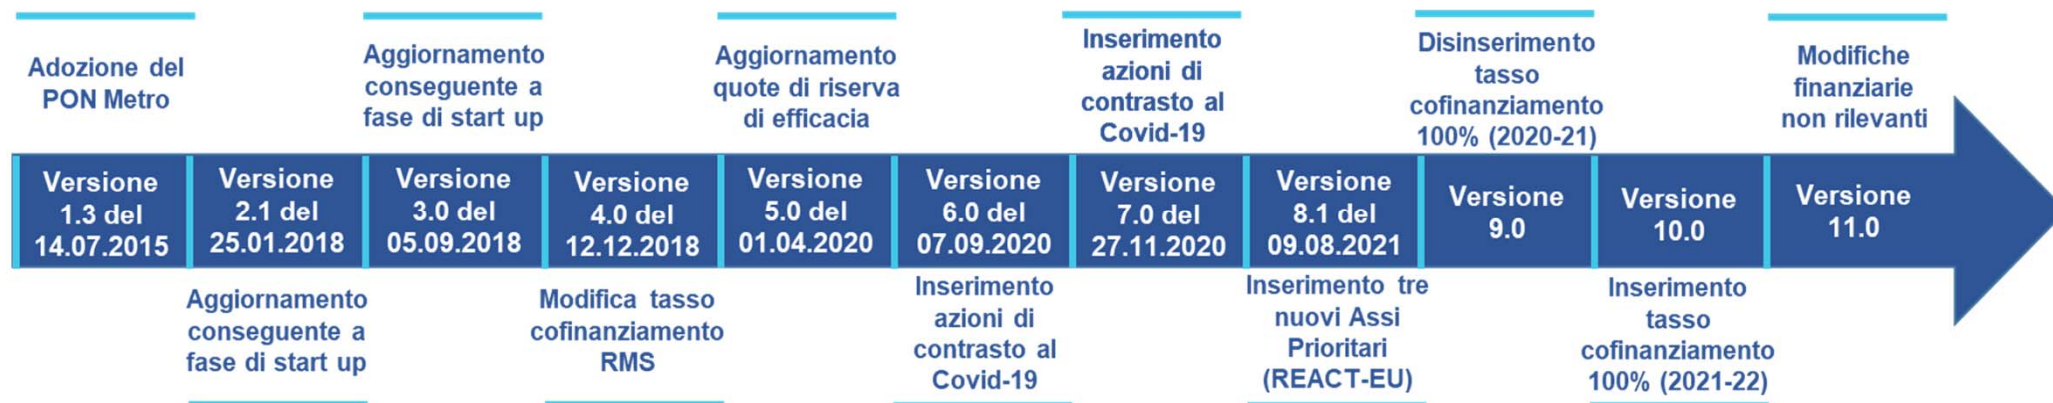 Adozione del
PON Metro
Aggiornamento
conseguente a
fase di start up
Aggiornamento
quote di riserva
di efficacia
Inserimento
azioni di
contrasto al
Covid-19
Disinserimento
tasso
cofinanziamento
100% (2020-21)
Modifiche
finanziarie
non rilevanti
Versione
1.3 del
14.07.2015
Versione
2.1 del
25.01.2018
Versione
3.0 del
05.09.2018
Versione
4.0 del
12.12.2018
Versione
5.0 del
01.04.2020
Versione
6.0 del
07.09.2020
Versione
7.0 del
27.11.2020
Versione
8.1 del
09.08.2021
Versione
9.0
Versione
10.0
Versione
11.0
Aggiornamento
conseguente a
fase di start up
Modifica tasso
cofinanziamento
RMS
Inserimento
azioni di
contrasto al
Covid-19
Inserimento tre
nuovi Assi
Prioritari
(REACT-EU)
Inserimento
tasso
cofinanziamento
100% (2021-22)